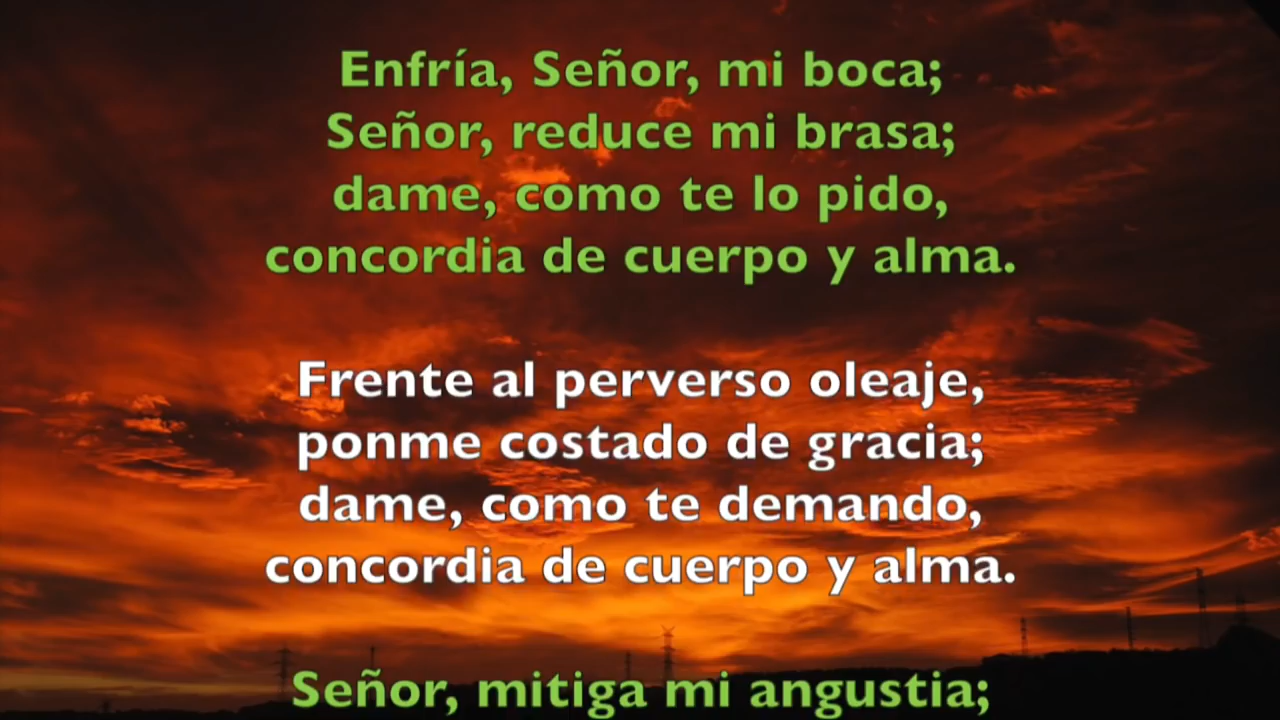 Enfría, Señor, mi boca;
Señor, reduce mi brasa;
dame, como te lo pido,
concordia de cuerpo y alma.
Frente al perverso oleaje,
ponme costado de gracia;
dame, como te demando,
concordia de cuerpo y alma.
Señor, mitiga mi angustia;